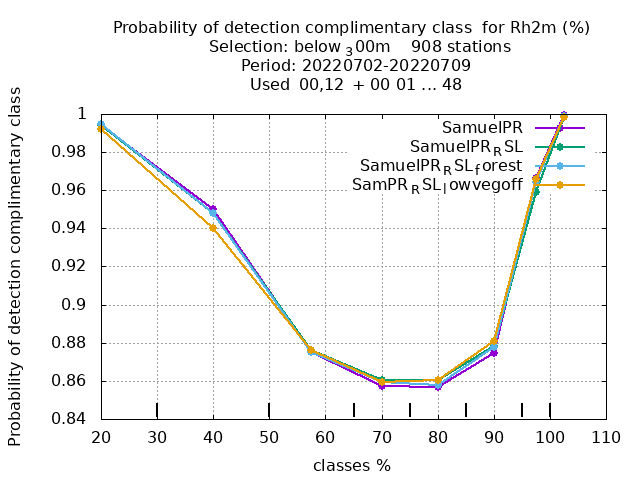 Probability of detection complimentary class for Rh2m (%)
Selection: below ₃00m 908 stations
Period: 20220702-20220709
Used 00,12 + 00 01 ... 48
Probability of detection complimentary class
1
0.98
0.96
0.94
0.92
0.9
0.88
0.86
0.84
SamuelPR
SamuelPR_RSL
SamuelPR_RSL_forest
SamPR_RSL_lowvegoff
20 30 40 50 60 70 80 90 100 110
classes %